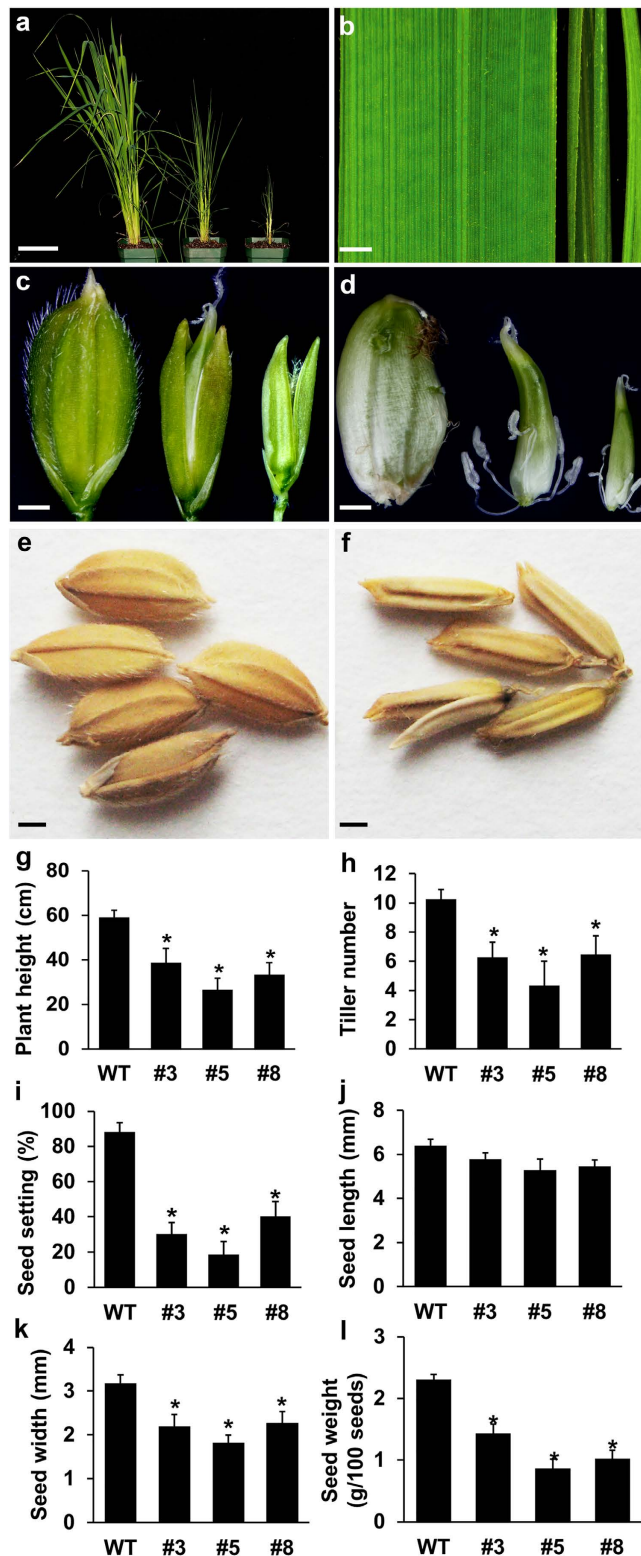 a
b
c
d
e
f
g
Plant height (cm)
80
60
40
20
0
WT #3 #5 #8
* * *
h
Tiller number
12
10
8
6
4
2
0
WT #3 #5 #8
* * *
i
Seed setting (%)
100
80
60
40
20
0
WT #3 #5 #8
* * *
j
Seed length (mm)
8
6
4
2
0
WT #3 #5 #8
k
Seed width (mm)
4
3
2
1
0
WT #3 #5 #8
* * *
l
Seed weight
(g/100 seeds)
3
2
1
0
WT #3 #5 #8
* * *